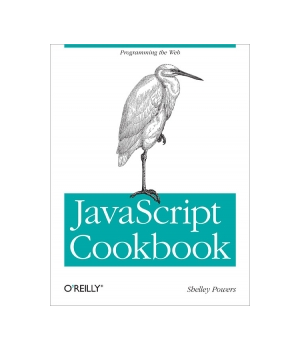 Programming the Web
JavaScript
Cookbook
O'REILLY®
Shelley Powers